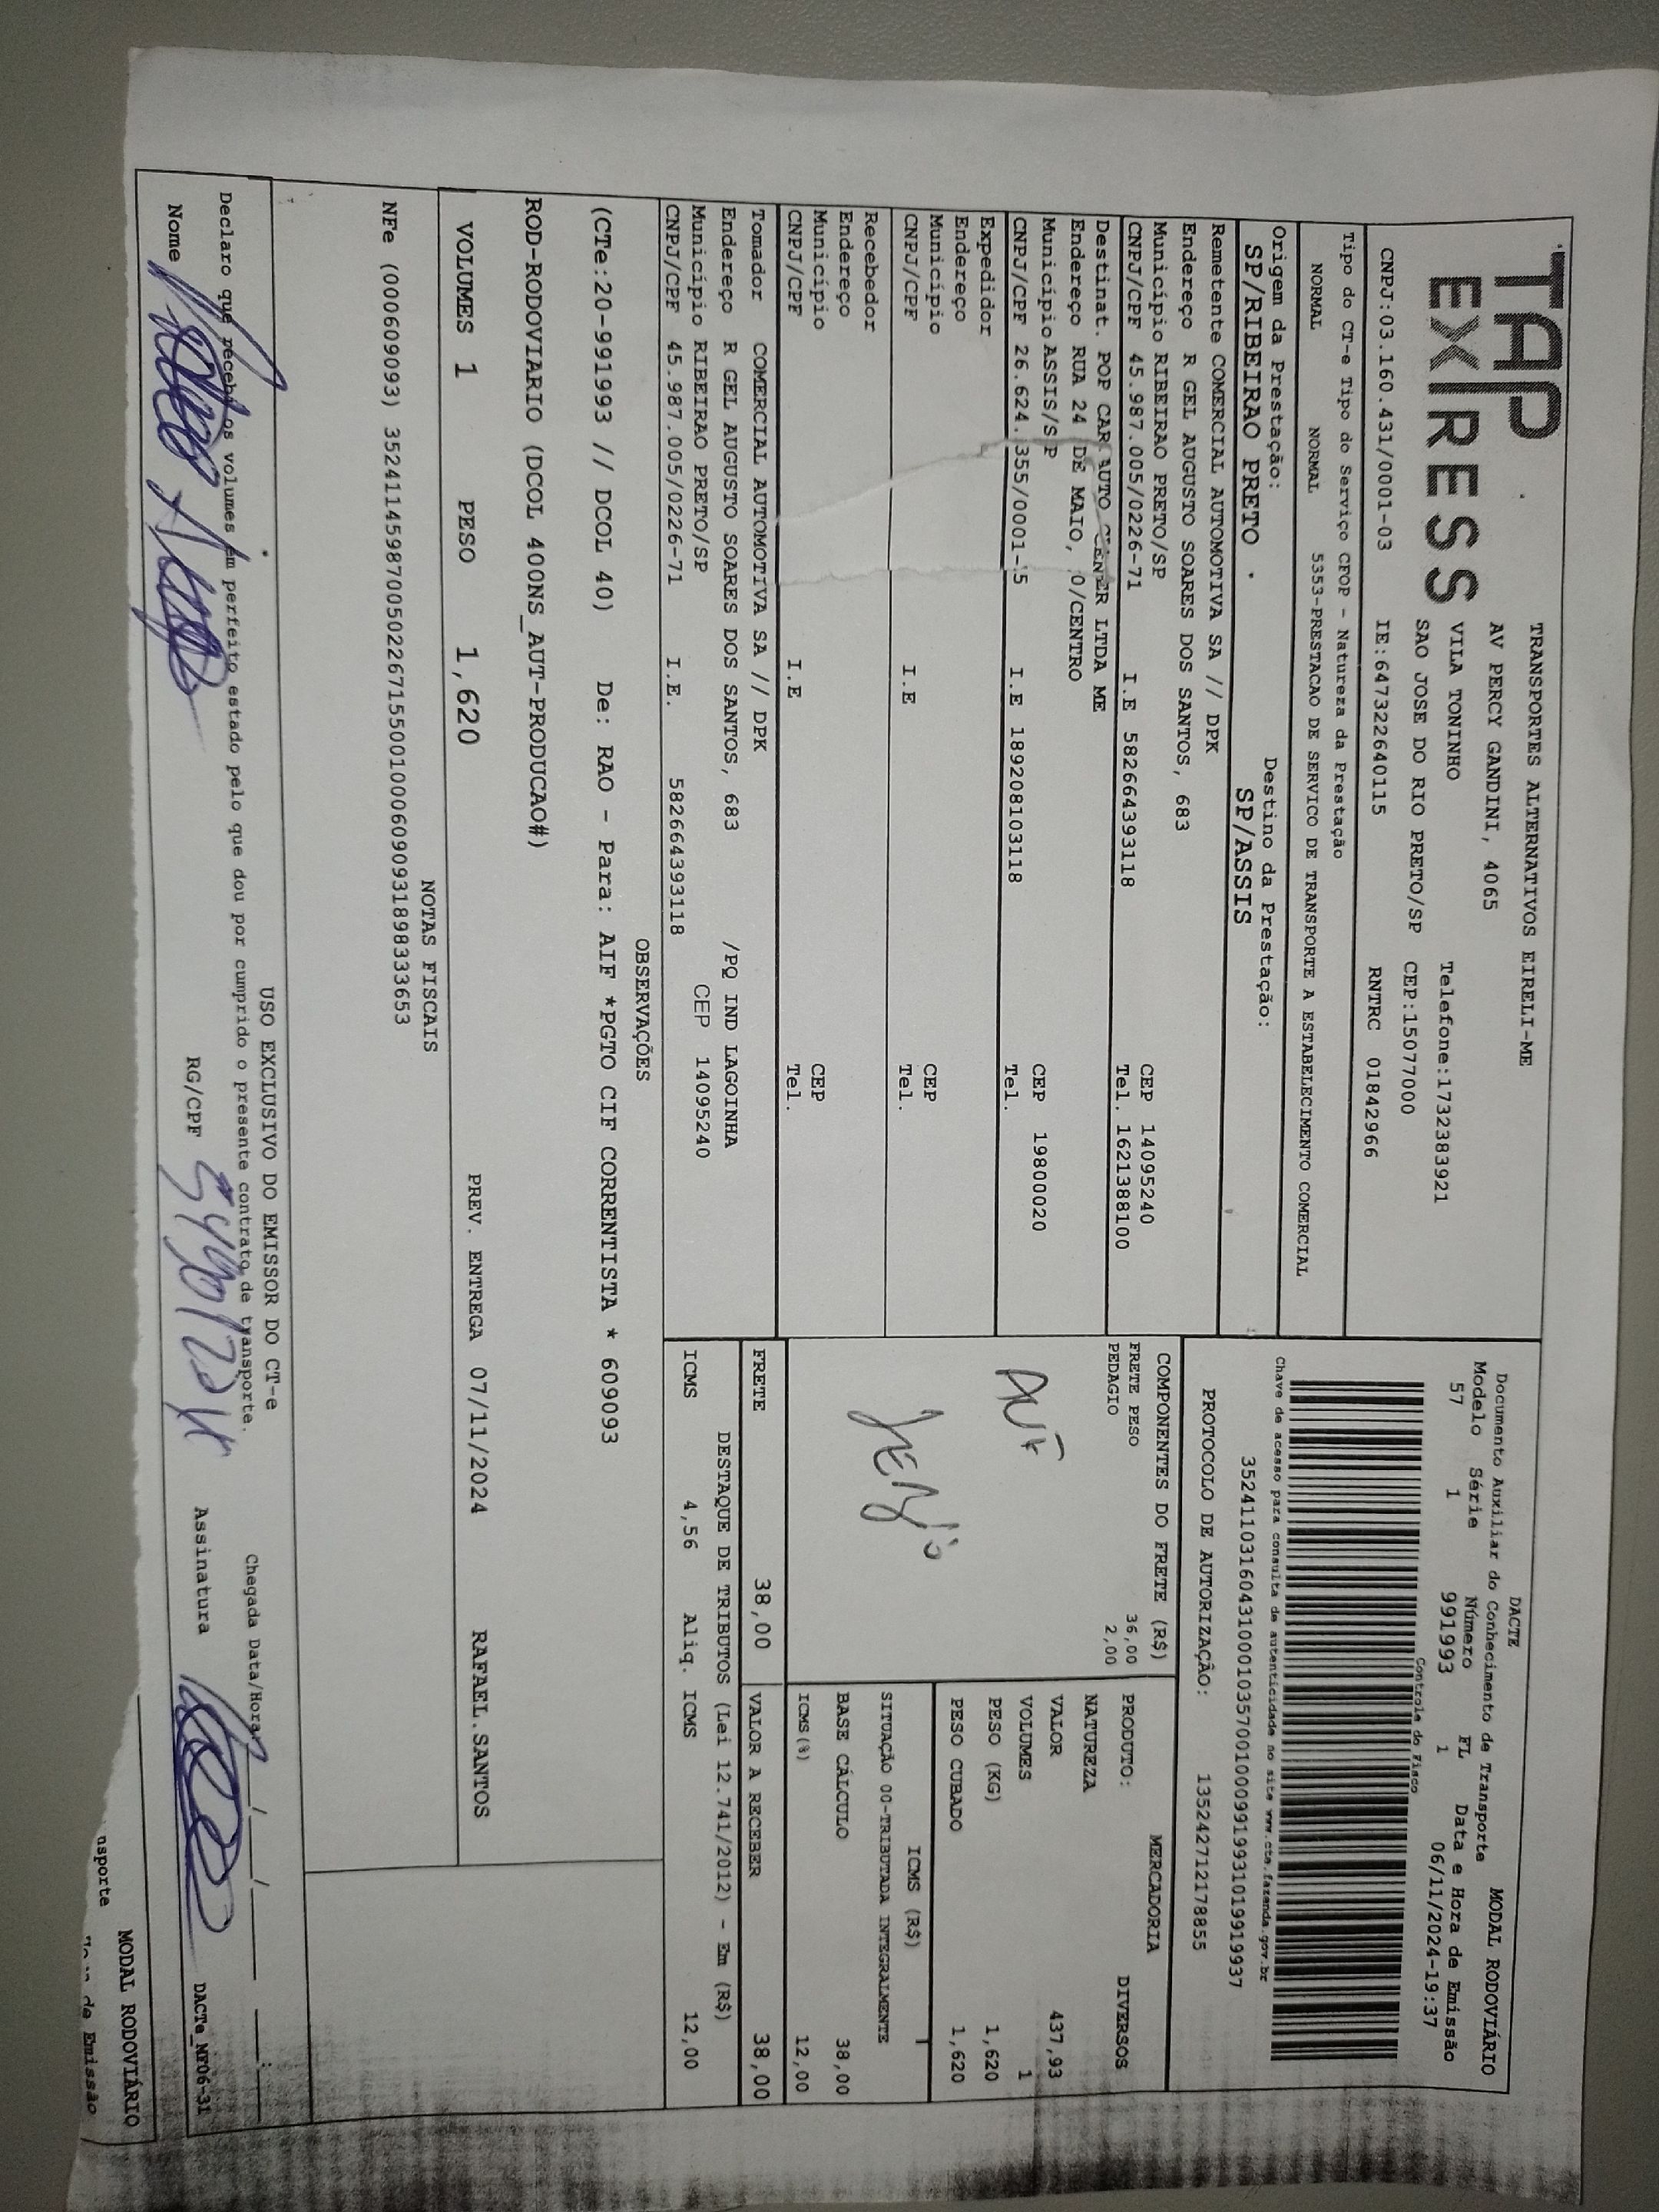 TAP
EXPRESS
TRANSPORTES ALTERNATIVOS EIRELI-ME
AV PERCY GANDINI, 4065
VILA TONINHO Telefone:1732383921
SAO JOSE DO RIO PRETO/SP CEP:15077000
CNPJ:03.160.431/0001-03 IE:647322640115 RNTRC 01842966
Tipo do CT-e Tipo do Serviço CFOP - Natureza da Prestação
NORMAL NORMAL 5353-PRESTACAO DE SERVICO DE TRANSPORTE A ESTABELECIMENTO COMERCIAL
Origem da Prestação: Destino da Prestação:
SP/RIBEIRAO PRETO SP/ASSIS
Remetente COMERCIAL AUTOMOTIVA SA // DPK
Endereço R GEL AUGUSTO SOARES DOS SANTOS, 683
Município RIBEIRAO PRETO/SP CEP 14095240
CNPJ/CPF 45.987.005/0226-71 I.E 582664393118 Tel. 1621388100
Destinat. POP CAR AUTO CENTER LTDA ME
Endereço RUA 24 DE MAIO, 0/CENTRO
Município ASSIS/SP CEP 19800020
CNPJ/CPF 26.624.355/0001- 5 I.E 189208103118 Tel.
Expedidor
Endereço
Município CEP
CNPJ/CPF I.E Tel.
Recebedor
Endereço
Município CEP
CNPJ/CPF I.E Tel.
Tomador COMERCIAL AUTOMOTIVA SA // DPK
Endereço R GEL AUGUSTO SOARES DOS SANTOS, 683 /PQ IND LAGOINHA
Município RIBEIRAO PRETO/SP CEP 14095240
CNPJ/CPF 45.987.005/0226-71 I.E. 582664393118
DACTE
Documento Auxiliar do Conhecimento de Transporte MODAL RODOVIÁRIO
Modelo Série Número FL Data e Hora de Emissão
57 1 991993 1 06/11/2024-19:37
Controle do Fisco
Chave de acesso para consulta de autenticidade no site www.cte.fazenda.gov.br
35241103160431000103570010009919931019919937
PROTOCOLO DE AUTORIZAÇÃO: 135242712178855
COMPONENTES DO FRETE (R$)
FRETE PESO 36,00
PEDAGIO 2,00
MERCADORIA
PRODUTO: DIVERSOS
NATUREZA
VALOR 437,93
VOLUMES 1
PESO (KG) 1,620
PESO CUBADO 1,620
ICMS (R$)
SITUAÇÃO 00-TRIBUTADA INTEGRALMENTE
BASE CÁLCULO 38,00
ICMS(%) 12,00
FRETE 38,00 VALOR A RECEBER 38,00
DESTAQUE DE TRIBUTOS (Lei 12.741/2012) - Em (R$)
ICMS 4,56 Aliq. ICMS 12,00
OBSERVAÇÕES
(CTe:20-991993 // DCOL 40) De: RAO - Para: AIF *PGTO CIF CORRENTISTA * 609093
ROD-RODOVIARIO (DCOL 400NS_AUT-PRODUCAO#)
VOLUMES 1 PESO 1,620 PREV. ENTREGA 07/11/2024 RAFAEL.SANTOS
NOTAS FISCAIS
NFe (000609093) 35241145987005022671550010006090931898333653
USO EXCLUSIVO DO EMISSOR DO CT-e
Declaro que recebi os volumes em perfeito estado pelo que dou por cumprido o presente contrato de transporte. Chegada Data/Hora
Nome RG/CPF Assinatura
DACTe_NF06-31
MODAL RODOVIÁRIO
nsporte
de Emissão